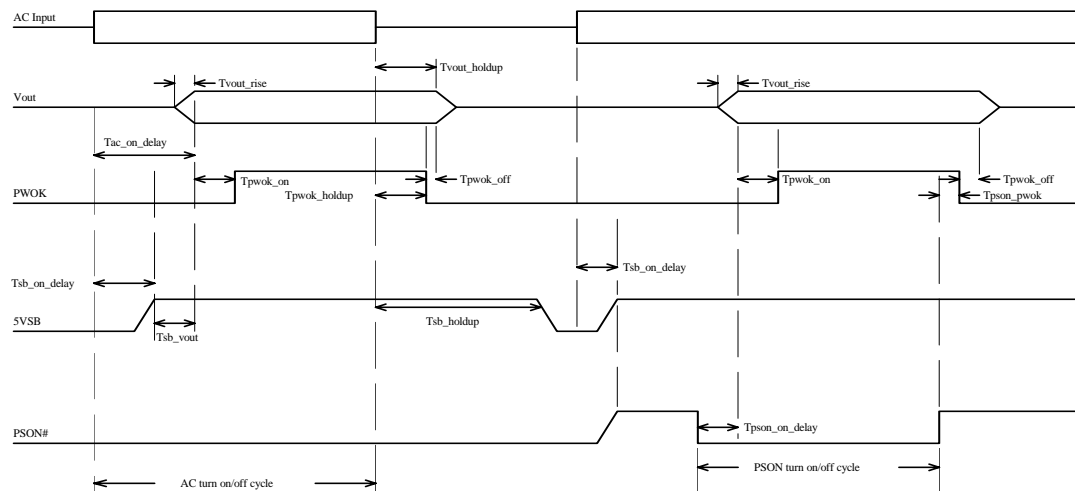 AC Input
Tvout_holdup
Tvout_rise
Tvout_rise
Vout
Tac_on_delay
Tpwok_on
Tpwok_off
Tpwok_on
Tpwok_off
PWOK
Tpwok_holdup
Tpson_pwok
Tsb_on_delay
Tsb_on_delay
5VSB
Tsb_vout
Tsb_holdup
PSON#
Tpson_on_delay
AC turn on/off cycle
PSON turn on/off cycle